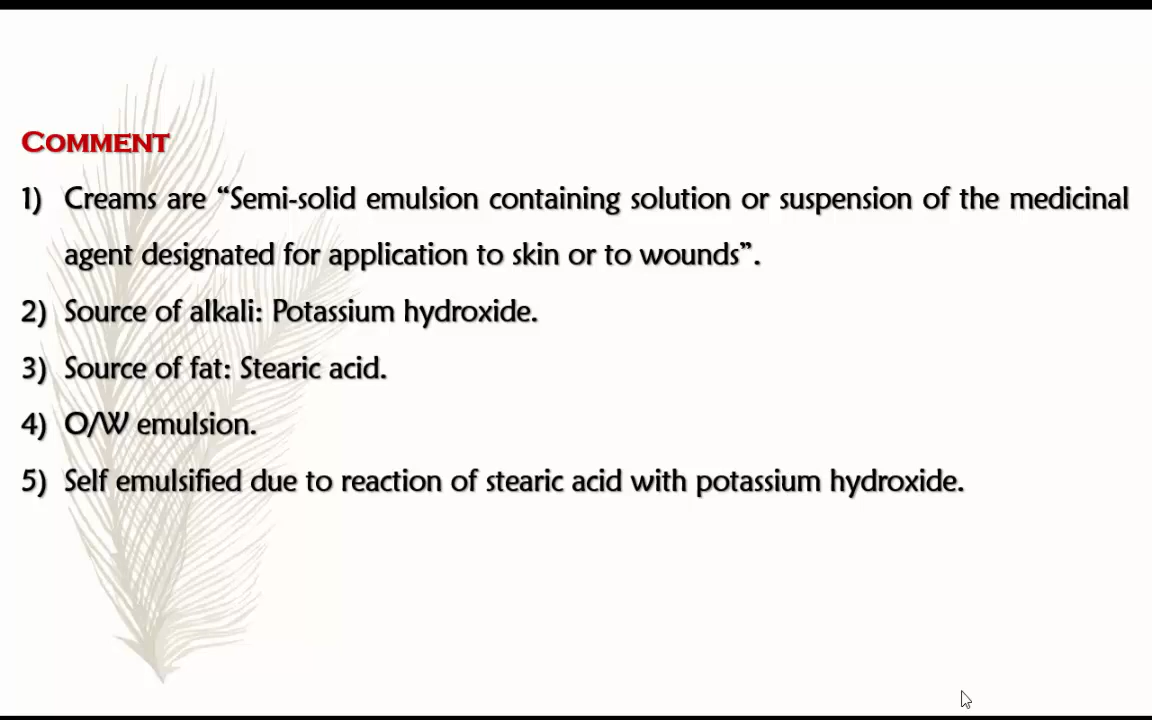 COMMENT
1) Creams are “Semi-solid emulsion containing solution or suspension of the medicinal
agent designated for application to skin or to wounds”.
2) Source of alkali: Potassium hydroxide.
3) Source of fat: Stearic acid.
4) O/W emulsion.
5) Self emulsified due to reaction of stearic acid with potassium hydroxide.